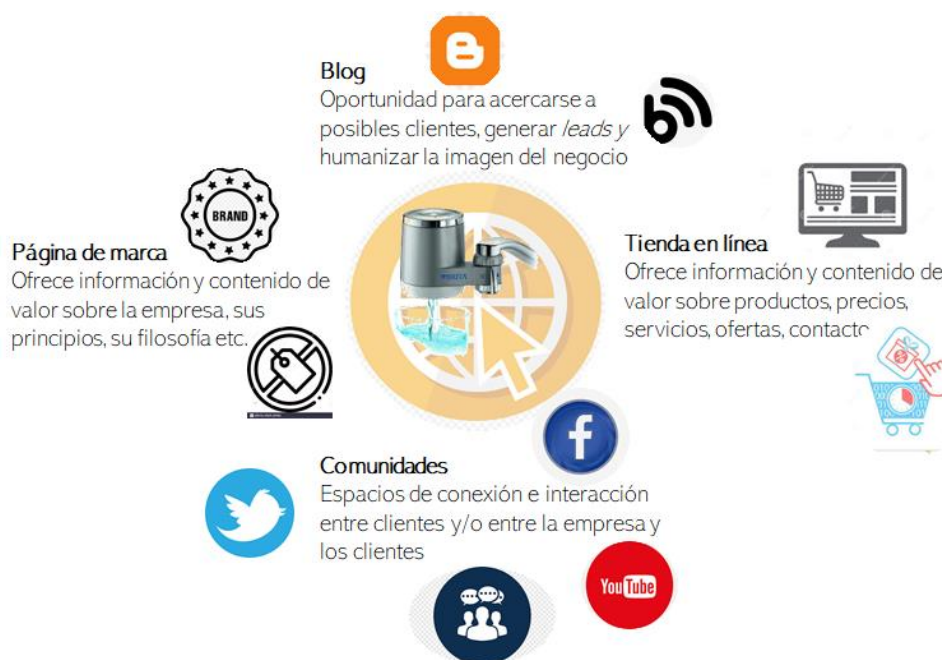 Blog
Oportunidad para acercarse a
posibles clientes, generar leads y
humanizar la imagen del negocio
BRAND
Página de marca
Ofrece información y contenido de
valor sobre la empresa, sus
principios, su filosofía etc.
Tienda en línea
Ofrece información y contenido de
valor sobre productos, precios,
servicios, ofertas, contacto
Comunidades
Espacios de conexión e interacción
entre clientes y/o entre la empresa y
los clientes
YouTube